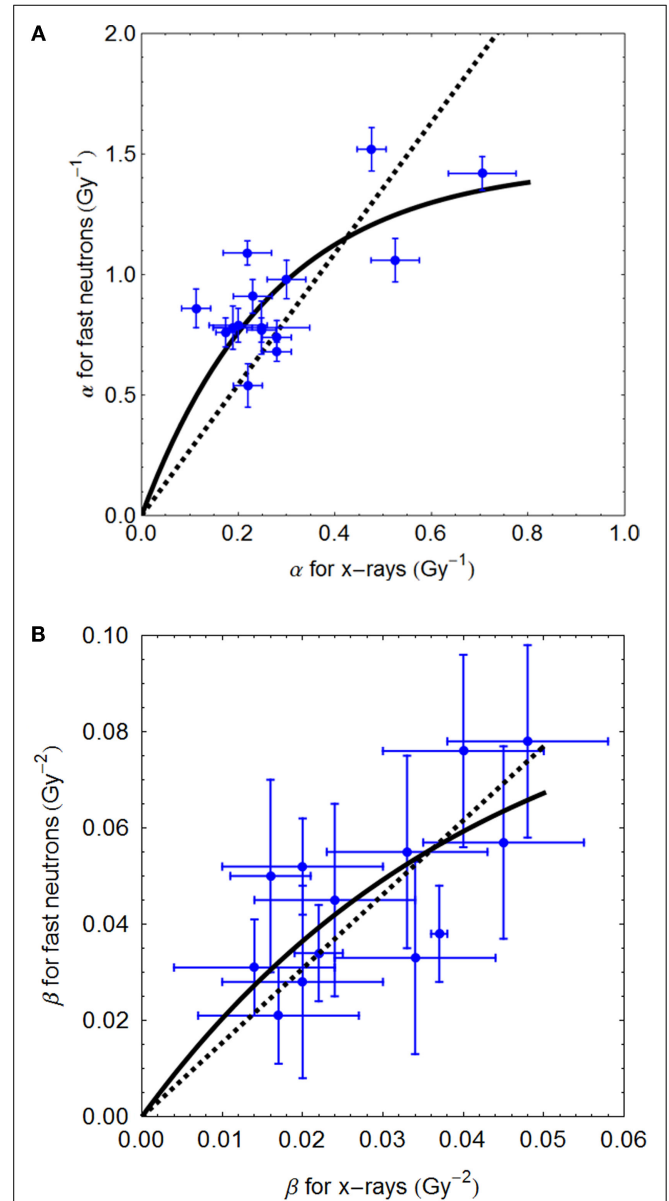 A
2.0
1.5
1.0
0.5
0.0
0.0 0.2 0.4 0.6 0.8 1.0
α for fast neutrons (Gy⁻¹)
α for x−rays (Gy⁻¹)
B
0.10
0.08
0.06
0.04
0.02
0.00
0.00 0.01 0.02 0.03 0.04 0.05 0.06
β for fast neutrons (Gy⁻²)
β for x−rays (Gy⁻²)